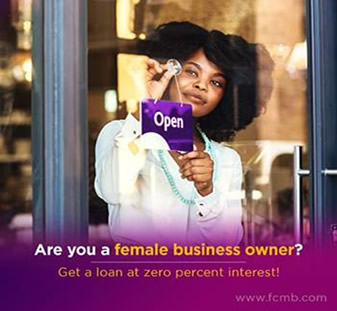 Open
Are you a female business owner?
Get a loan at zero percent interest!
www.fcmb.com